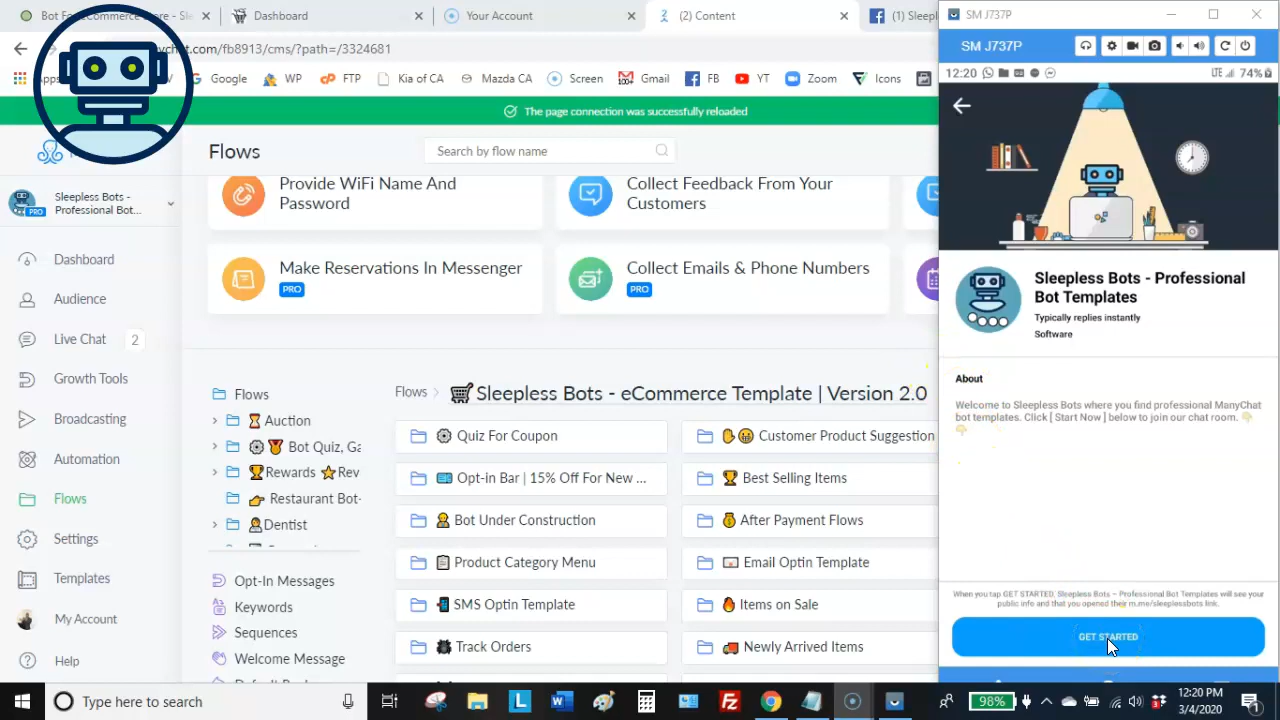 Bot F
eCommerce
Store - Sl
Dashboard
Your Account
(2) Content
(1) Sleepl
SM J737P
ychat.com/fb8913/cms?path=/3324681
Google
WP
FTP
Kia of CA
Mazda CA
Screen
100+
Gmail
FB
YT
Zoom
Icons
SM J737P
12:20
LTE
74%
The page connection was successfully reloaded
Flows
Search by flow name
Sleepless Bots -
Professional Bot...
PRO
Provide WiFi Name And
Password
Collect Feedback From Your
Customers
Make Reservations In Messenger
PRO
Collect Emails & Phone Numbers
PRO
Dashboard
Audience
Live Chat 2
Growth Tools
Broadcasting
Automation
Flows
Settings
Templates
My Account
Help
Flows
Auction
Bot Quiz, Ga
Rewards ⭐Rev
Restaurant Bot-
Dentist
Opt-In Messages
Keywords
Sequences
Welcome Message
Flows > 🛒 Sleepless Bots - eCommerce Template | Version 2.0
Quiz For Coupon
Customer Product Suggestion
Opt-in Bar | 15% Off For New ...
Best Selling Items
Bot Under Construction
After Payment Flows
Product Category Menu
Email Optin Template
SMS Optin Template
Items on Sale
Track Orders
Newly Arrived Items
Sleepless Bots - Professional
Bot Templates
Typically replies instantly
Software
About
Welcome to Sleepless Bots where you find professional ManyChat
bot templates. Click [ Start Now ] below to join our chat room. 👇
👇
When you tap GET STARTED, Sleepless Bots – Professional Bot Templates will see your
public info and that you opened their m.me/sleeplessbots link.
GET STARTED
Type here to search
98%
12:20 PM
3/4/2020